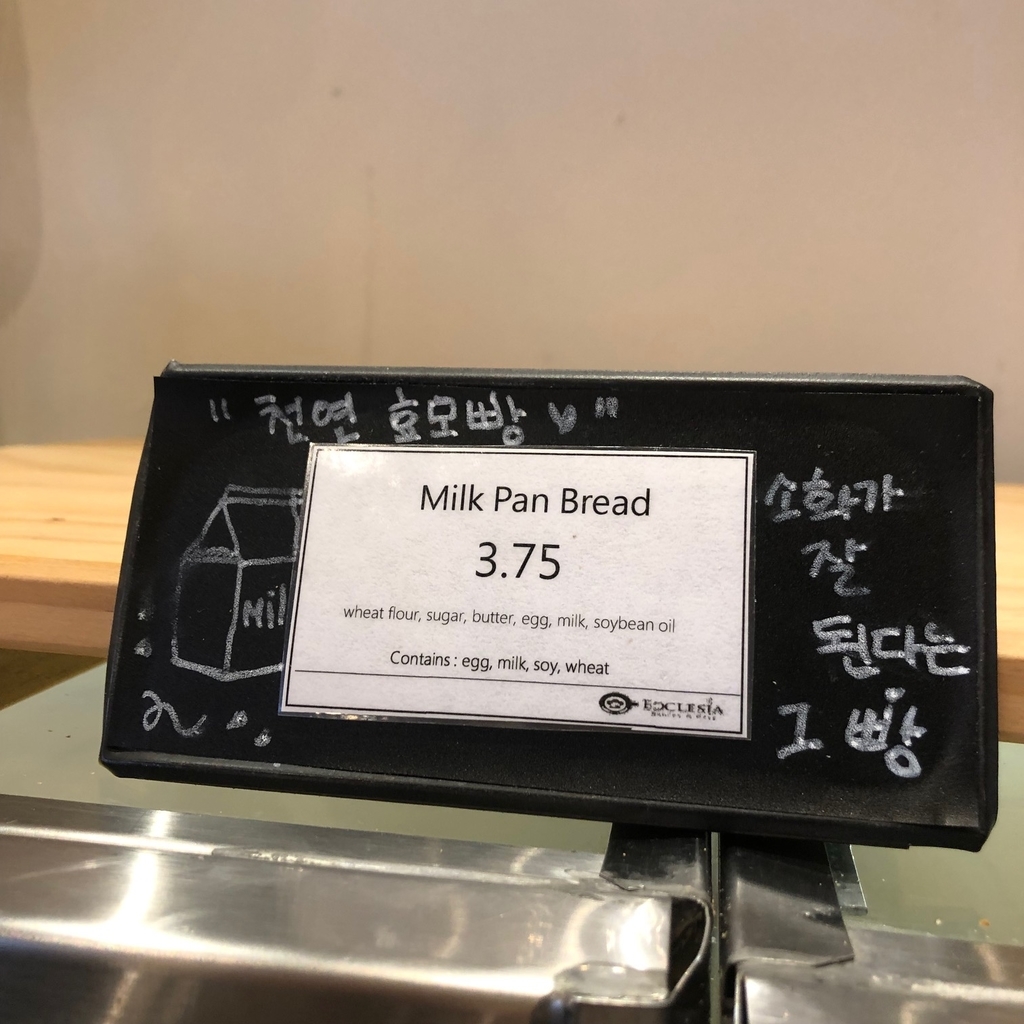 " 천연 효모빵 ♥ "
Milk Pan Bread
3.75
wheat flour, sugar, butter, egg, milk, soybean oil
Contains : egg, milk, soy, wheat
ECCLESIA
Mil
소화가
잘
된다는
그 빵